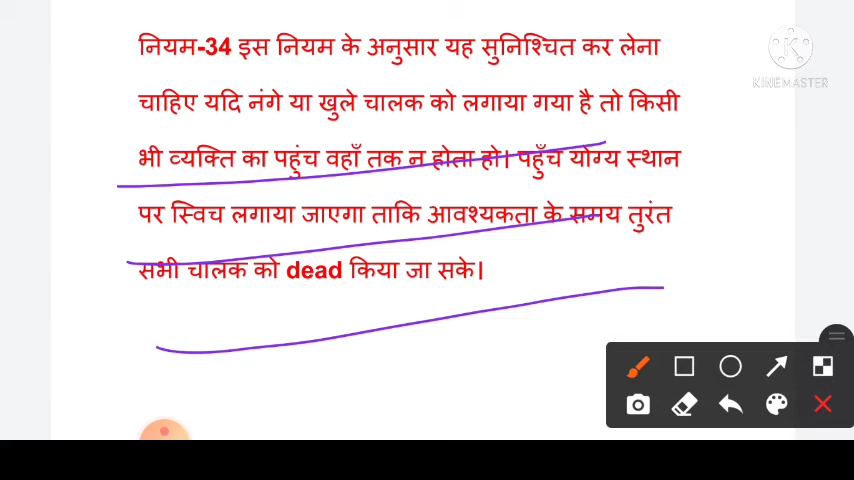 नियम-34 इस नियम के अनुसार यह सुनिश्चित कर लेना
चाहिए यदि नंगे या खुले चालक को लगाया गया है तो किसी
भी व्यक्ति का पहुंच वहाँ तक न होता हो। पहुँच योग्य स्थान
पर स्विच लगाया जाएगा ताकि आवश्यकता के समय तुरंत
सभी चालक को dead किया जा सके।
KINEMASTER